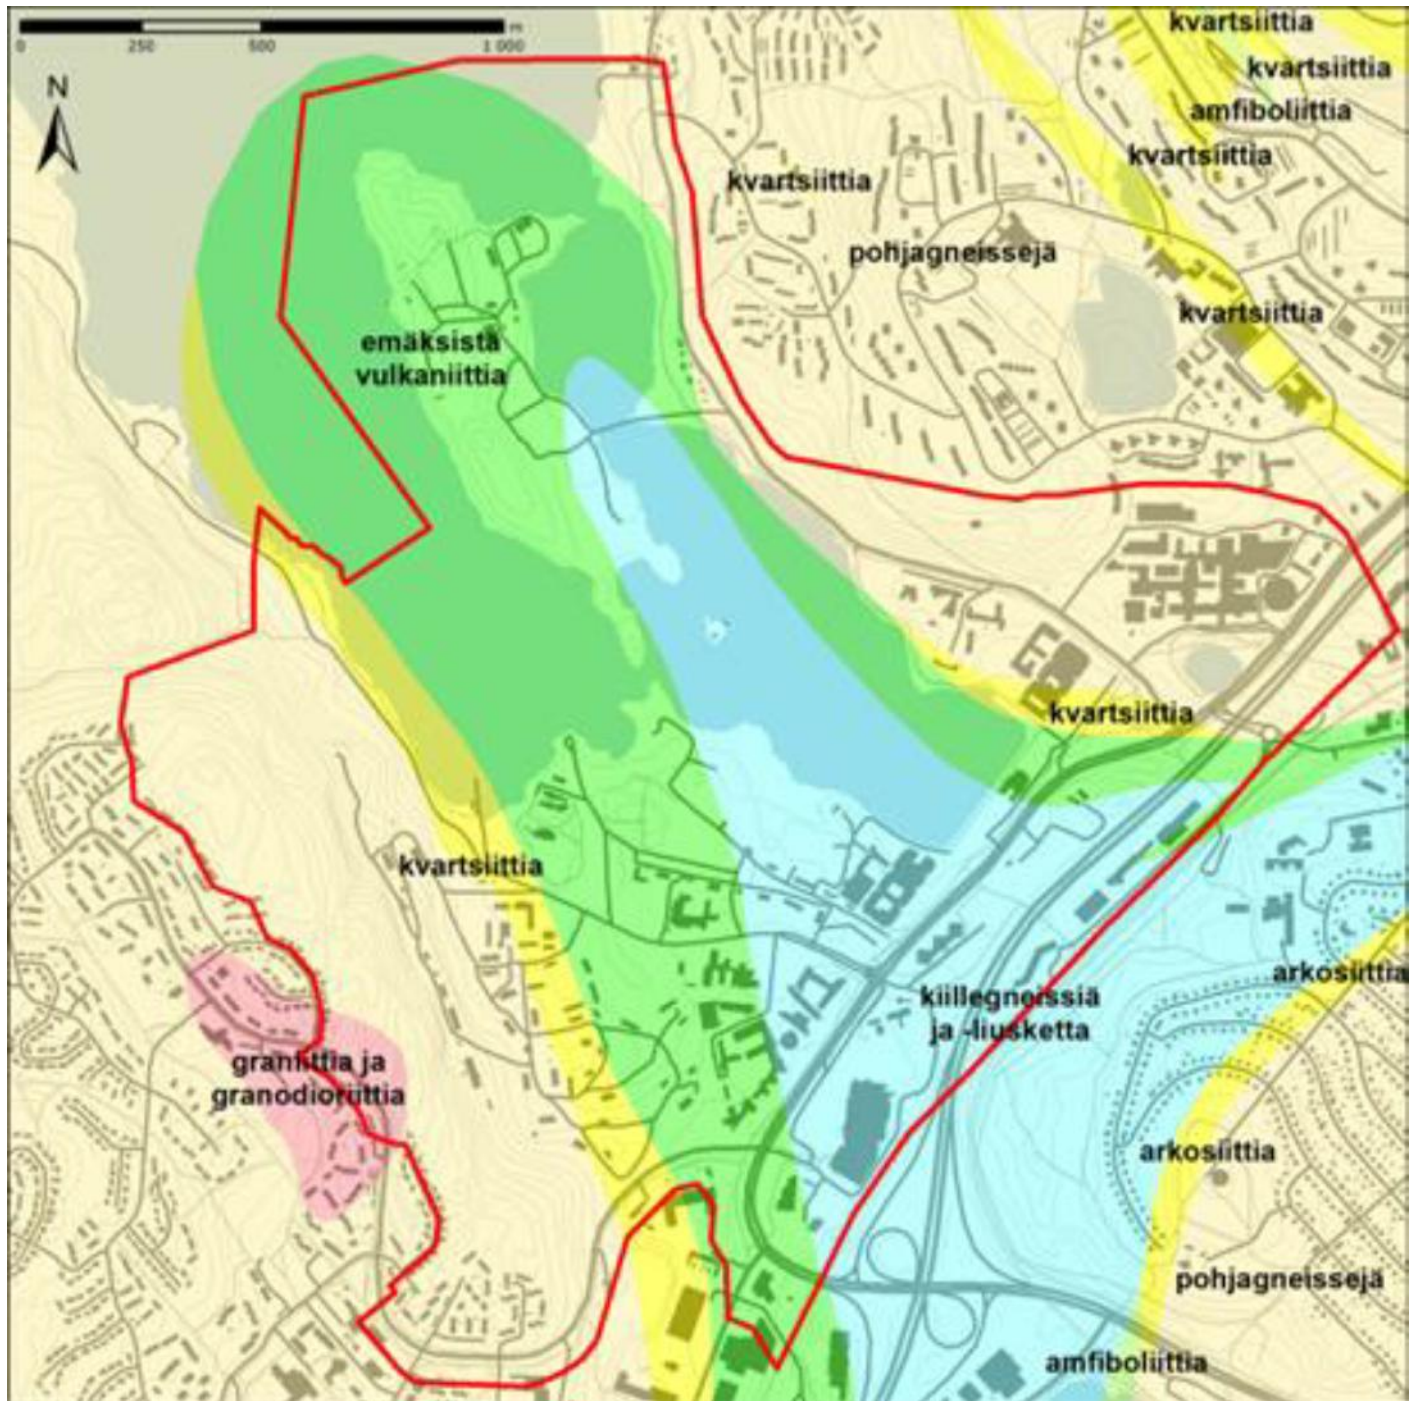 0 250 500 1 000 m
N
kvartsiittia
kvartsiittia
amfiboliittia
kvartsiittia
kvartsiittia
pohjagneissejä
kvartsiittia
emäksistä
vulkaniittia
kvartsiittia
kvartsiittia
arkosiittia
kiillegneissiä
ja -liusketta
graniittia ja
granodioriittia
arkosiittia
pohjagneissejä
amfiboliittia